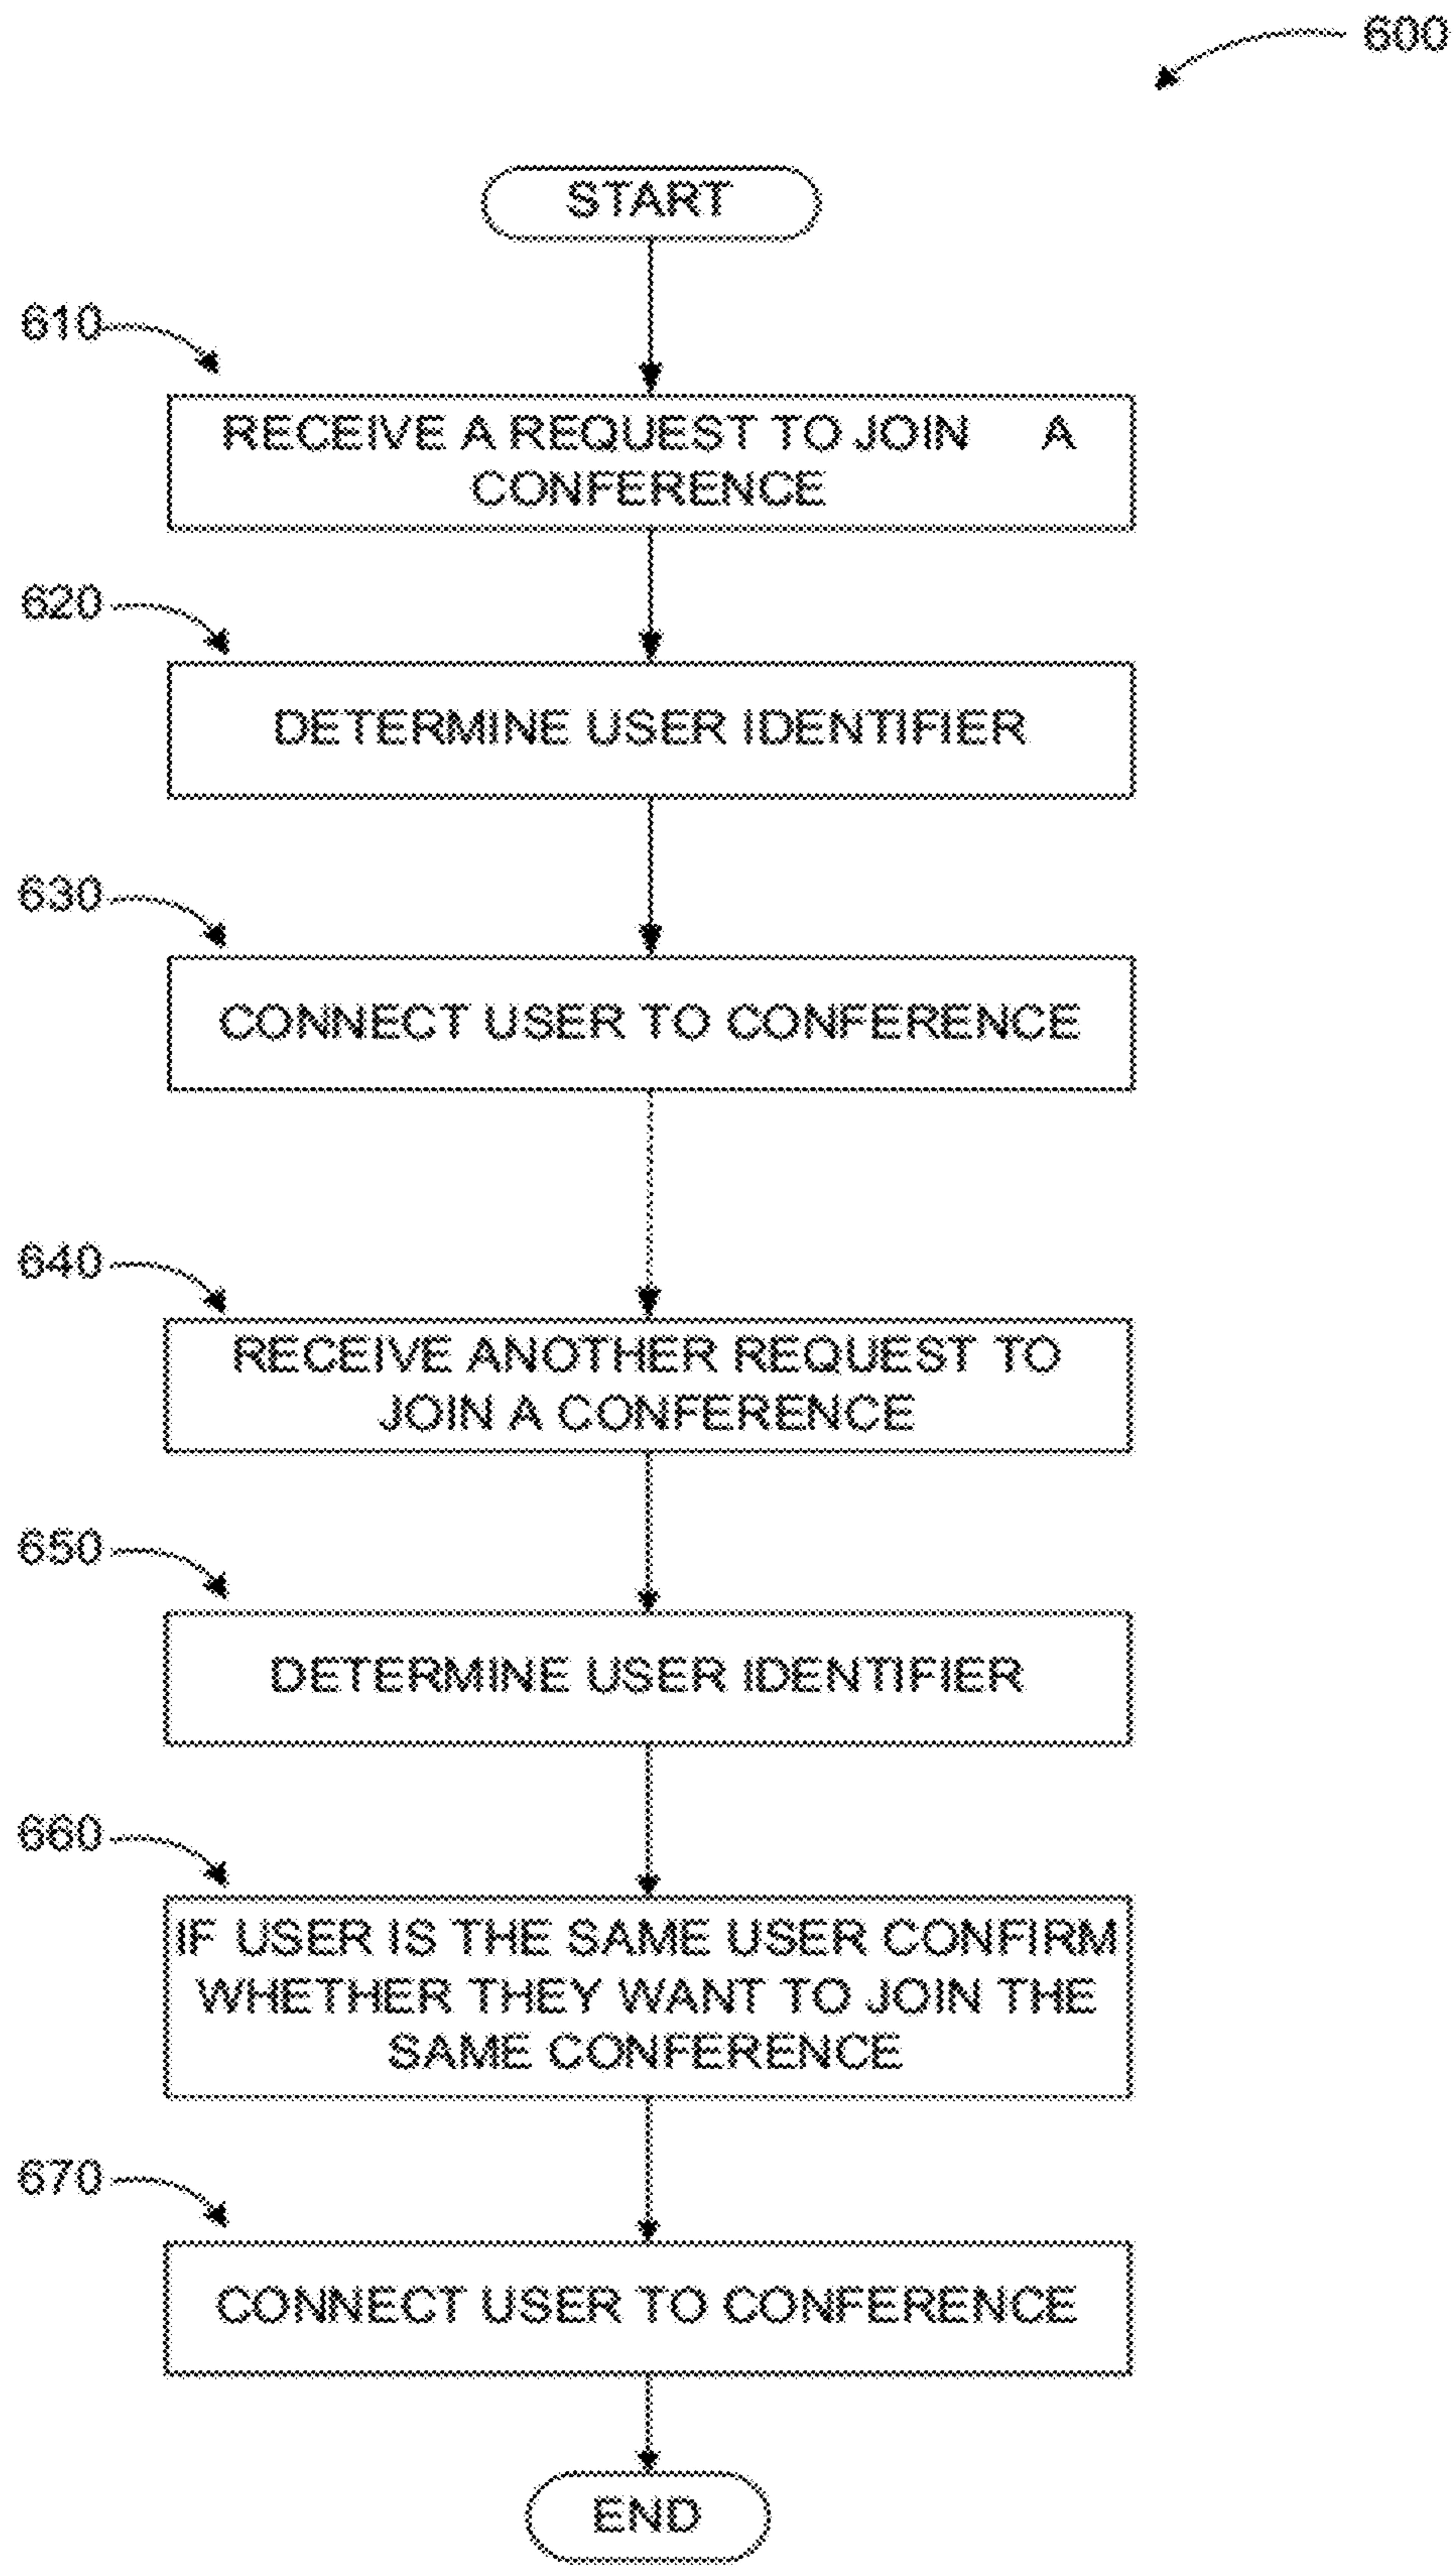 600
START
610
RECEIVE A REQUEST TO JOIN A
CONFERENCE
620
DETERMINE USER IDENTIFIER
630
CONNECT USER TO CONFERENCE
640
RECEIVE ANOTHER REQUEST TO
JOIN A CONFERENCE
650
DETERMINE USER IDENTIFIER
660
IF USER IS THE SAME USER CONFIRM
WHETHER THEY WANT TO JOIN THE
SAME CONFERENCE
670
CONNECT USER TO CONFERENCE
END